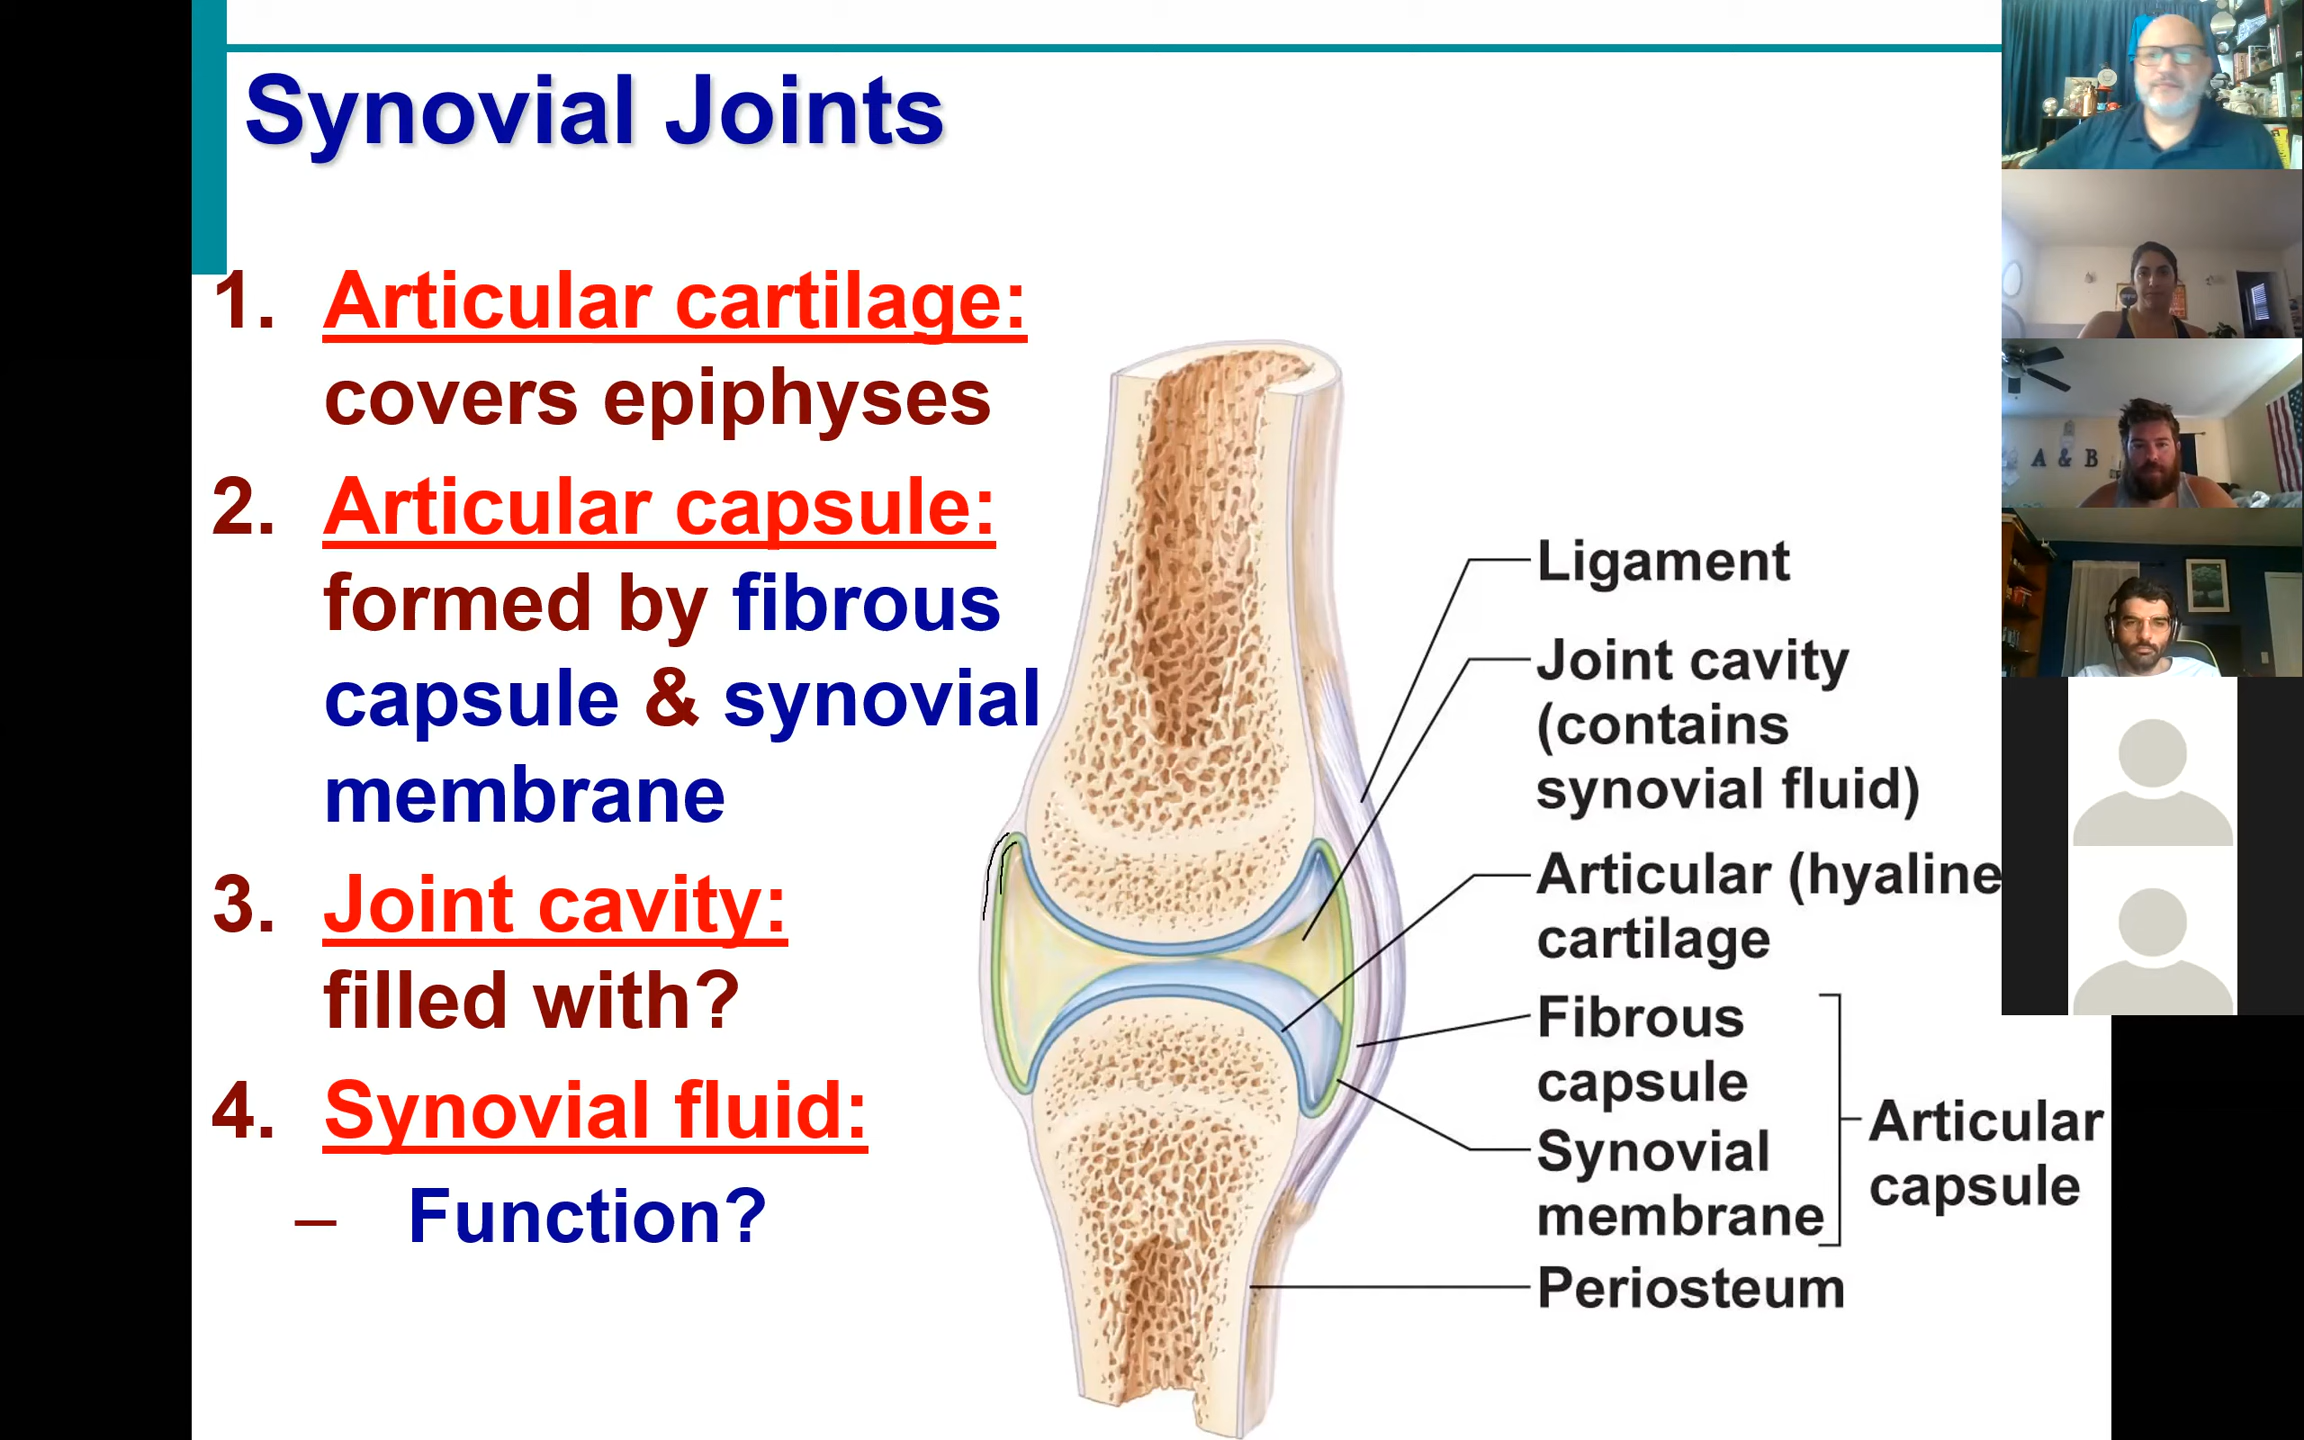 Synovial Joints
1. Articular cartilage:
covers epiphyses
2. Articular capsule:
formed by fibrous
capsule & synovial
membrane
3. Joint cavity:
filled with?
4. Synovial fluid:
– Function?
Ligament
Joint cavity
(contains
synovial fluid)
Articular (hyaline
cartilage
Fibrous
capsule
Synovial
membrane
Articular
capsule
Periosteum
A & B